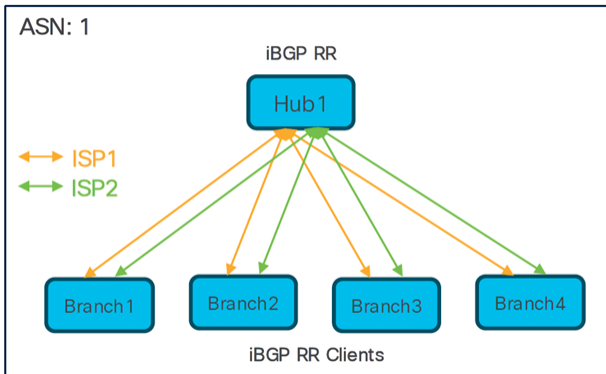 ASN: 1
iBGP RR
Hub1
ISP1
ISP2
Branch1
Branch2
Branch3
Branch4
iBGP RR Clients